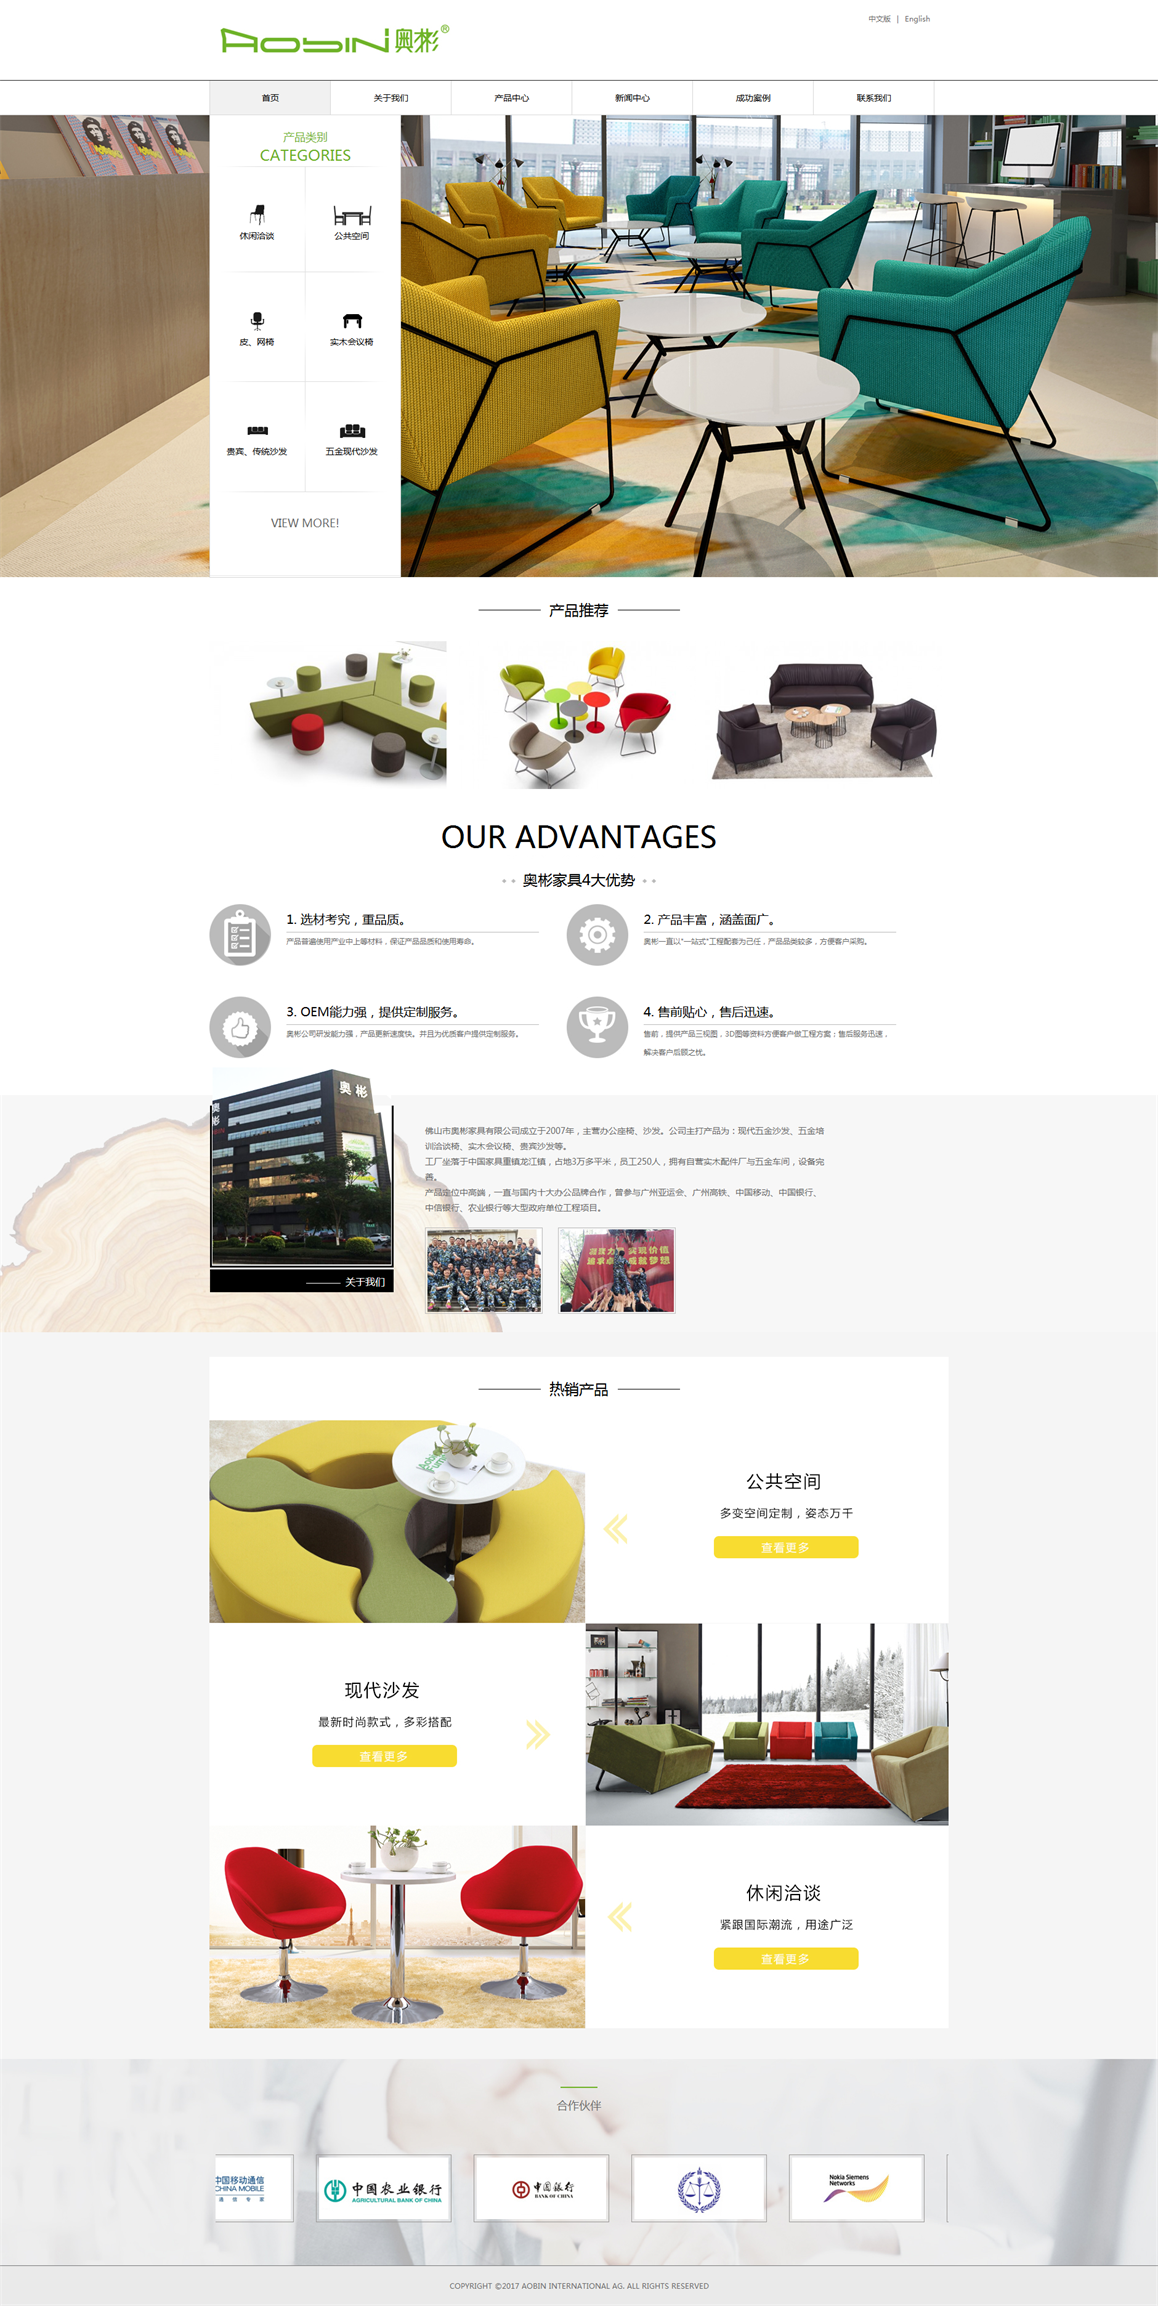 AOBIN奥彬®
中文版 | English
首页 关于我们 产品中心 新闻中心 成功案例 联系我们
产品类别
CATEGORIES
休闲洽谈 公共空间
皮、网椅 实木会议椅
贵宾、传统沙发 五金现代沙发
VIEW MORE!
产品推荐
OUR ADVANTAGES
奥彬家具4大优势
1. 选材考究，重品质。
产品普遍使用产业中上等材料，保证产品品质和使用寿命。
2. 产品丰富，涵盖面广。
奥彬一直以“一站式”工程配套为己任，产品品类较多，方便客户采购。
3. OEM能力强，提供定制服务。
奥彬公司研发能力强，产品更新速度快。并且为优质客户提供定制服务。
4. 售前贴心，售后迅速。
售前，提供产品三视图，3D图等资料方便客户做工程方案；售后服务迅速，
解决客户后顾之忧。
奥彬
奥彬
关于我们
佛山市奥彬家具有限公司成立于2007年，主营办公座椅、沙发。公司主打产品为：现代五金沙发、五金培
训洽谈椅、实木会议椅、贵宾沙发等。
工厂坐落于中国家具重镇龙江镇，占地3万多平米，员工250人，拥有自营实木配件厂与五金车间，设备完
善。
产品定位中高端，一直与国内十大办公品牌合作，曾参与广州亚运会、广州高铁、中国移动、中国银行、
中信银行、农业银行等大型政府单位工程项目。
热销产品
公共空间
多变空间定制，姿态万千
查看更多
现代沙发
最新时尚款式，多彩搭配
查看更多
休闲洽谈
紧跟国际潮流，用途广泛
查看更多
合作伙伴
中国移动通信
CHINA MOBILE
通信专家
中国农业银行
AGRICULTURAL BANK OF CHINA
中国银行
BANK OF CHINA
Nokia Siemens
Networks
COPYRIGHT ©2017 AOBIN INTERNATIONAL AG. ALL RIGHTS RESERVED